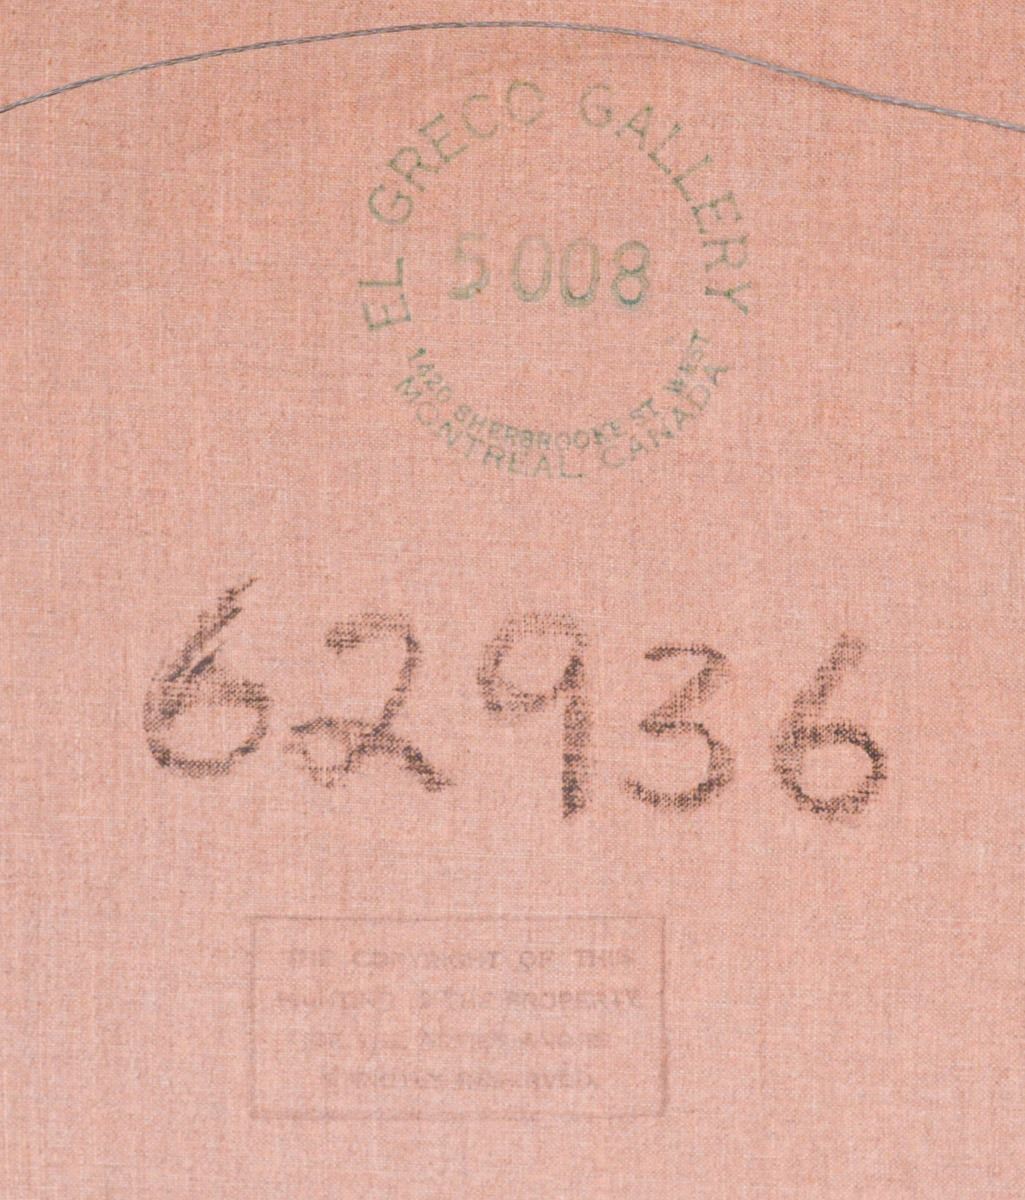 EL GRECO GALLERY
5008
1420 SHERBROOKE ST. WEST
MONTREAL CANADA
62936
THE COPYRIGHT OF THIS
PAINTING IS THE PROPERTY